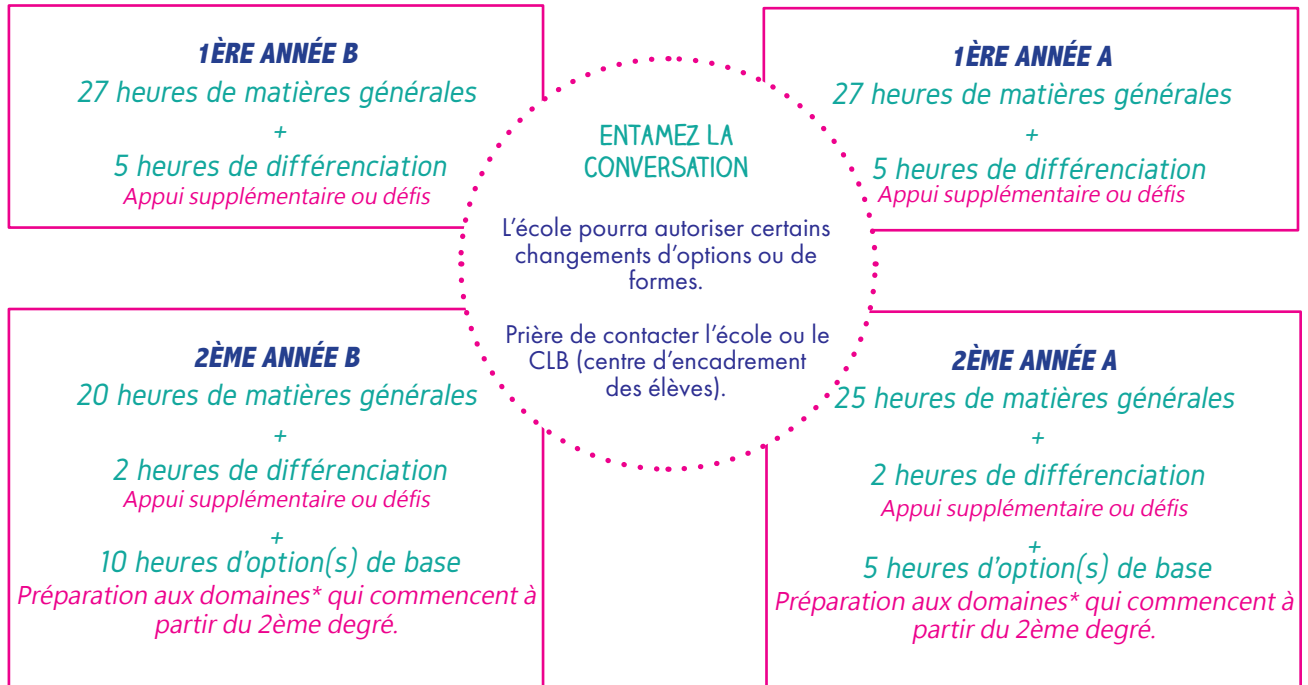 1ÈRE ANNÉE B
27 heures de matières générales
+
5 heures de différenciation
Appui supplémentaire ou défis
1ÈRE ANNÉE A
27 heures de matières générales
+
5 heures de différenciation
Appui supplémentaire ou défis
ENTAMEZ LA
CONVERSATION
L'école pourra autoriser certains
changements d'options ou de
formes.
Prière de contacter l'école ou le
CLB (centre d'encadrement
des élèves).
2ÈME ANNÉE B
20 heures de matières générales
+
2 heures de différenciation
Appui supplémentaire ou défis
+
10 heures d'option(s) de base
Préparation aux domaines* qui commencent à
partir du 2ème degré.
2ÈME ANNÉE A
25 heures de matières générales
+
2 heures de différenciation
Appui supplémentaire ou défis
+
5 heures d'option(s) de base
Préparation aux domaines* qui commencent à
partir du 2ème degré.